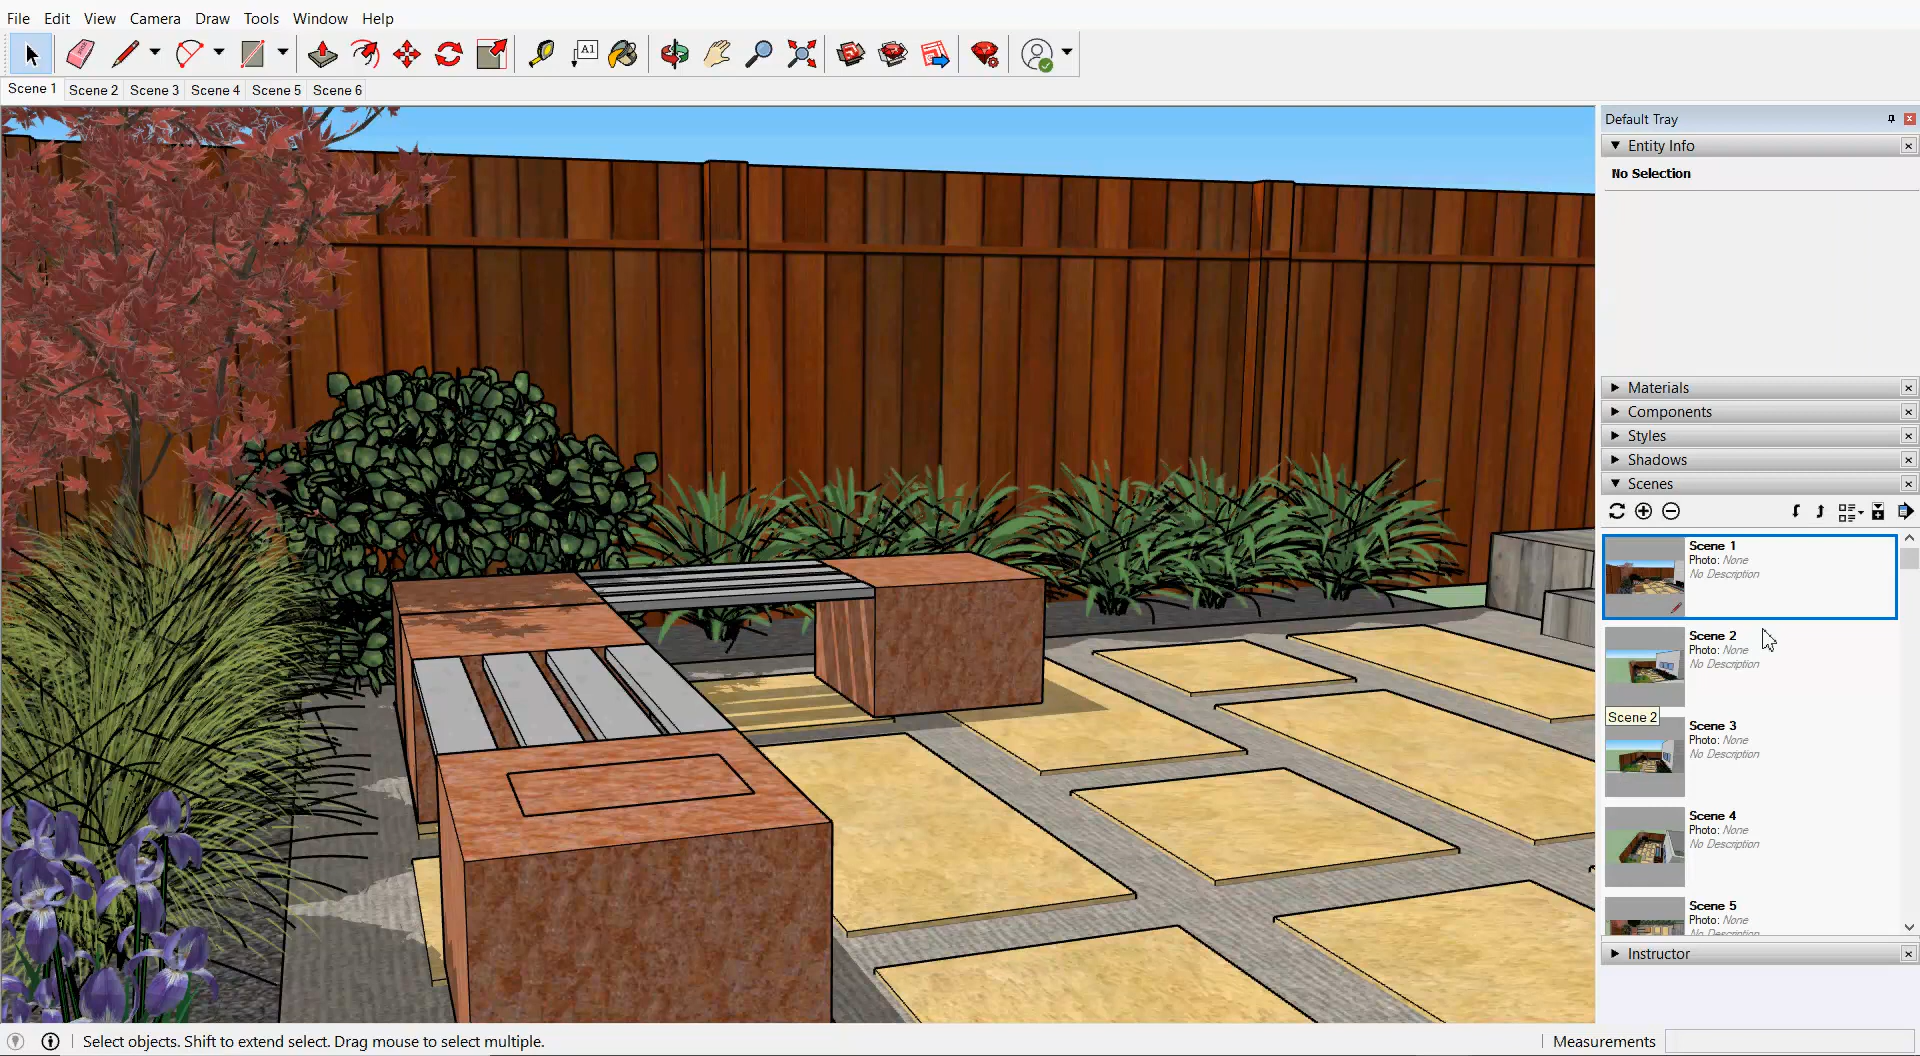 File Edit View Camera Draw Tools Window Help
A1
Scene 1 Scene 2 Scene 3 Scene 4 Scene 5 Scene 6
Default Tray
Entity Info
No Selection
Materials
Components
Styles
Shadows
Scenes
Scene 1
Photo: None
No Description
Scene 2
Photo: None
No Description
Scene 2
Scene 3
Photo: None
No Description
Scene 4
Photo: None
No Description
Scene 5
Photo: None
No Description
Instructor
Select objects. Shift to extend select. Drag mouse to select multiple.
Measurements